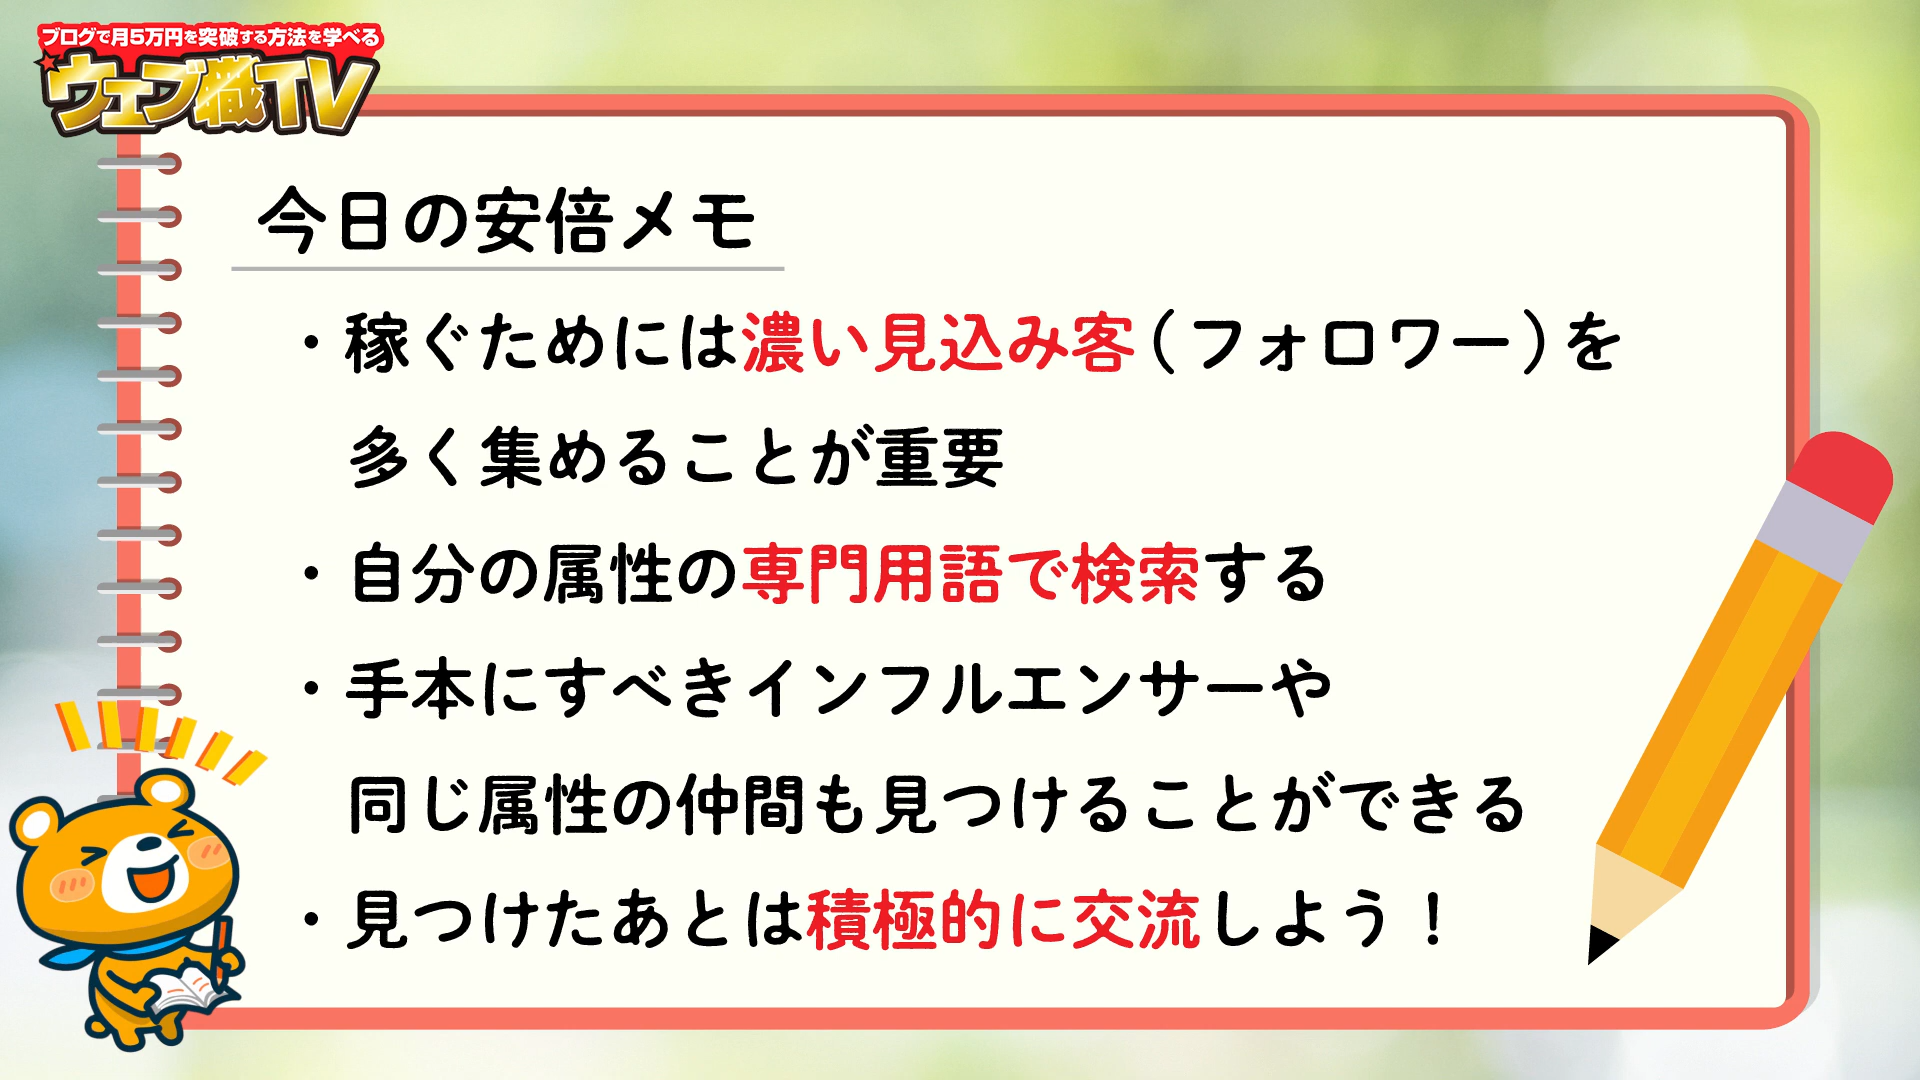 ブログで月5万円を突破する方法を学べる
ウェブ職TV
今日の安倍メモ
・稼ぐためには濃い見込み客(フォロワー)を
多く集めることが重要
・自分の属性の専門用語で検索する
・手本にすべきインフルエンサーや
同じ属性の仲間も見つけることができる
・見つけたあとは積極的に交流しよう！